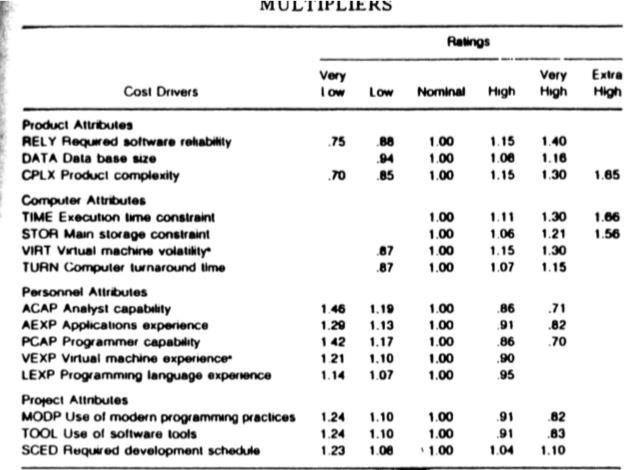 MULTIPLIERS
Ratings
Cost Drivers Very Low Low Nominal High Very High Extra High
Product Attributes
RELY Required software reliability .75 .88 1.00 1.15 1.40
DATA Data base size .94 1.00 1.08 1.16
CPLX Product complexity .70 .85 1.00 1.15 1.30 1.65
Computer Attributes
TIME Execution time constraint 1.00 1.11 1.30 1.66
STOR Main storage constraint 1.00 1.06 1.21 1.56
VIRT Virtual machine volatility* .87 1.00 1.15 1.30
TURN Computer turnaround time .87 1.00 1.07 1.15
Personnel Attributes
ACAP Analyst capability 1.46 1.19 1.00 .86 .71
AEXP Applications experience 1.29 1.13 1.00 .91 .82
PCAP Programmer capability 1.42 1.17 1.00 .86 .70
VEXP Virtual machine experience* 1.21 1.10 1.00 .90
LEXP Programming language experience 1.14 1.07 1.00 .95
Project Attributes
MODP Use of modern programming practices 1.24 1.10 1.00 .91 .82
TOOL Use of software tools 1.24 1.10 1.00 .91 .83
SCED Required development schedule 1.23 1.08 1.00 1.04 1.10